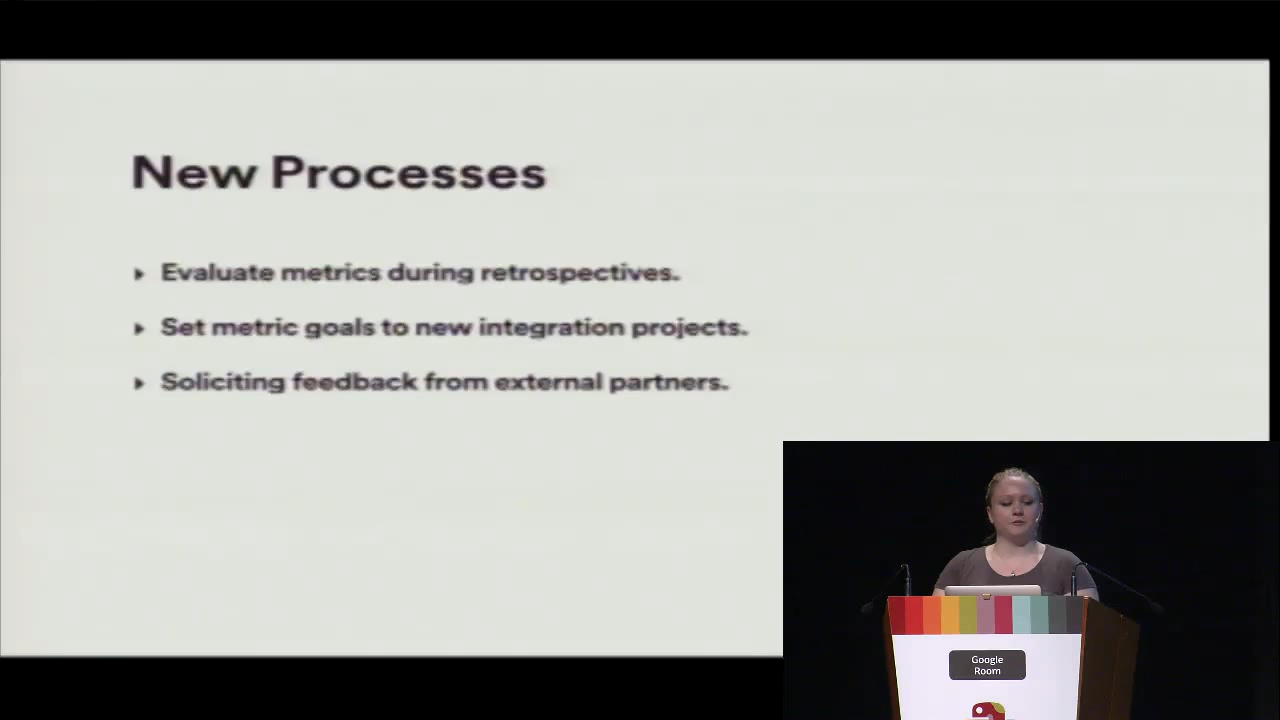 New Processes
Evaluate metrics during retrospectives.
Set metric goals to new integration projects.
Soliciting feedback from external partners.
Google
Room